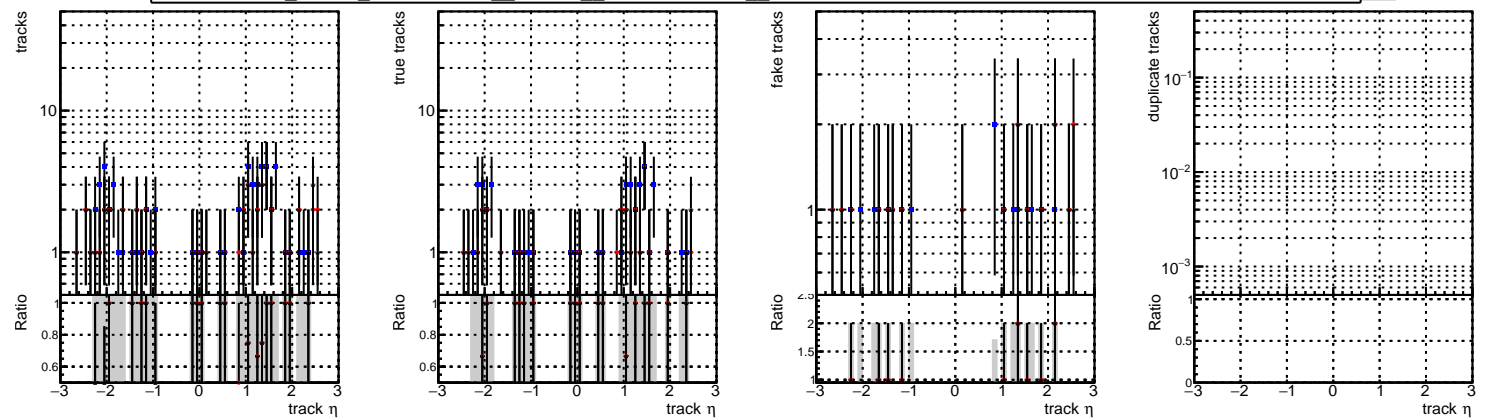 tracks
10
1
Ratio
1
0.8
0.6
−3 −2 −1 0 1 2 3
track η
true tracks
10
1
Ratio
1
0.8
0.6
−3 −2 −1 0 1 2 3
track η
fake tracks
1
Ratio
2.5
2
1.5
1
−3 −2 −1 0 1 2 3
track η
duplicate tracks
10−1
10−2
10−3
Ratio
1
0.5
0
−3 −2 −1 0 1 2 3
track η